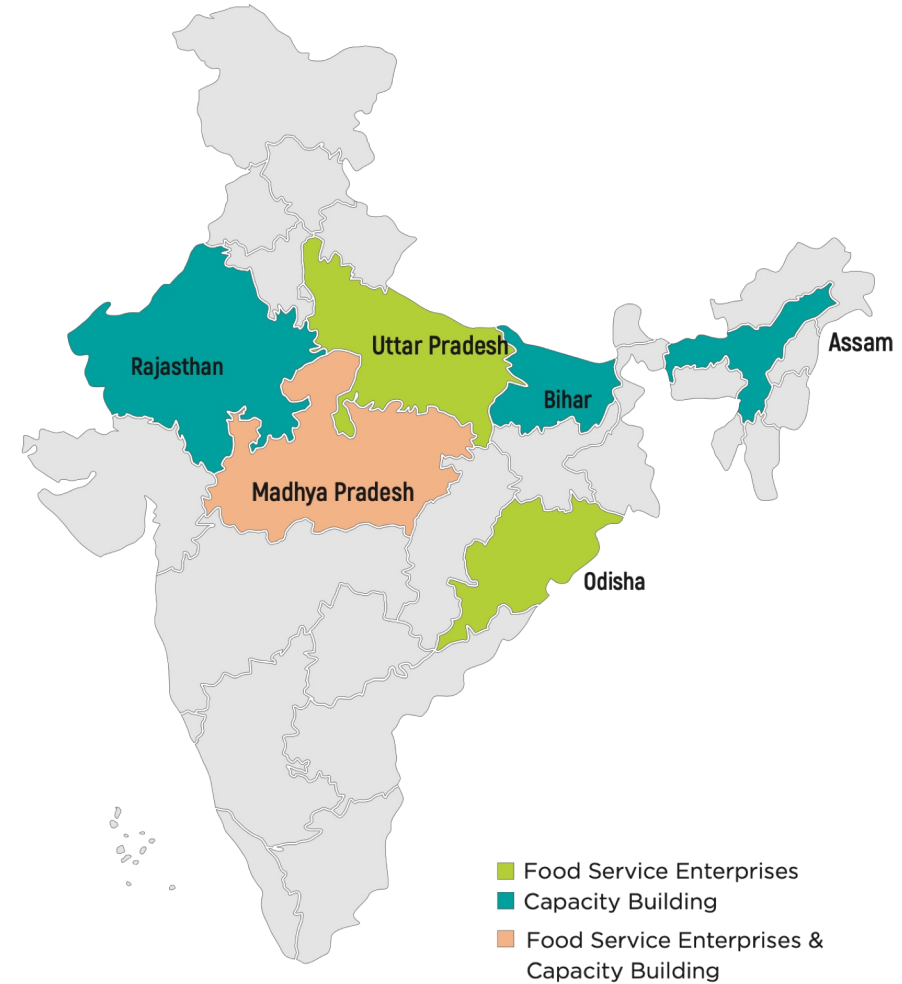 Uttar Pradesh
Assam
Rajasthan
Bihar
Madhya Pradesh
Odisha
Food Service Enterprises
Capacity Building
Food Service Enterprises &
Capacity Building